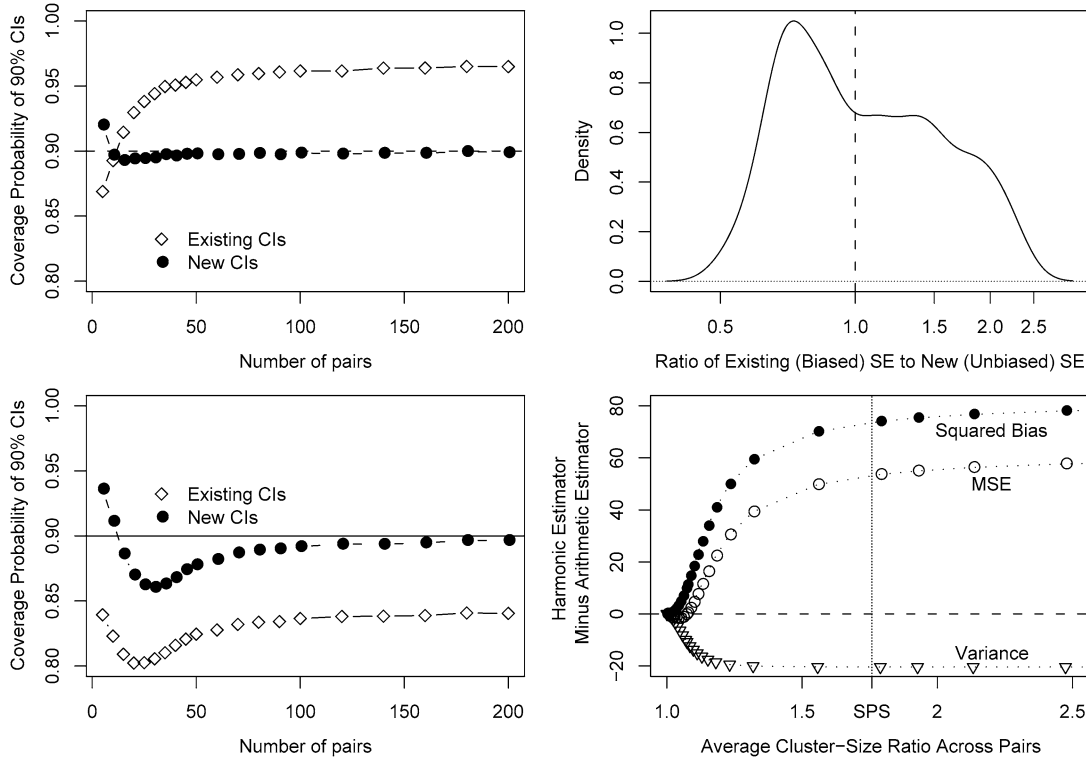 Coverage Probability of 90% CIs
1.00
0.95
0.90
0.85
0.80
Existing CIs
New CIs
0 50 100 150 200
Number of pairs
Density
1.0
0.8
0.6
0.4
0.2
0.0
0.5 1.0 1.5 2.0 2.5
Ratio of Existing (Biased) SE to New (Unbiased) SE
Coverage Probability of 90% CIs
1.00
0.95
0.90
0.85
0.80
Existing CIs
New CIs
0 50 100 150 200
Number of pairs
Harmonic Estimator
Minus Arithmetic Estimator
80
60
40
20
0
−20
Squared Bias
MSE
Variance
1.0 1.5 SPS 2 2.5
Average Cluster−Size Ratio Across Pairs